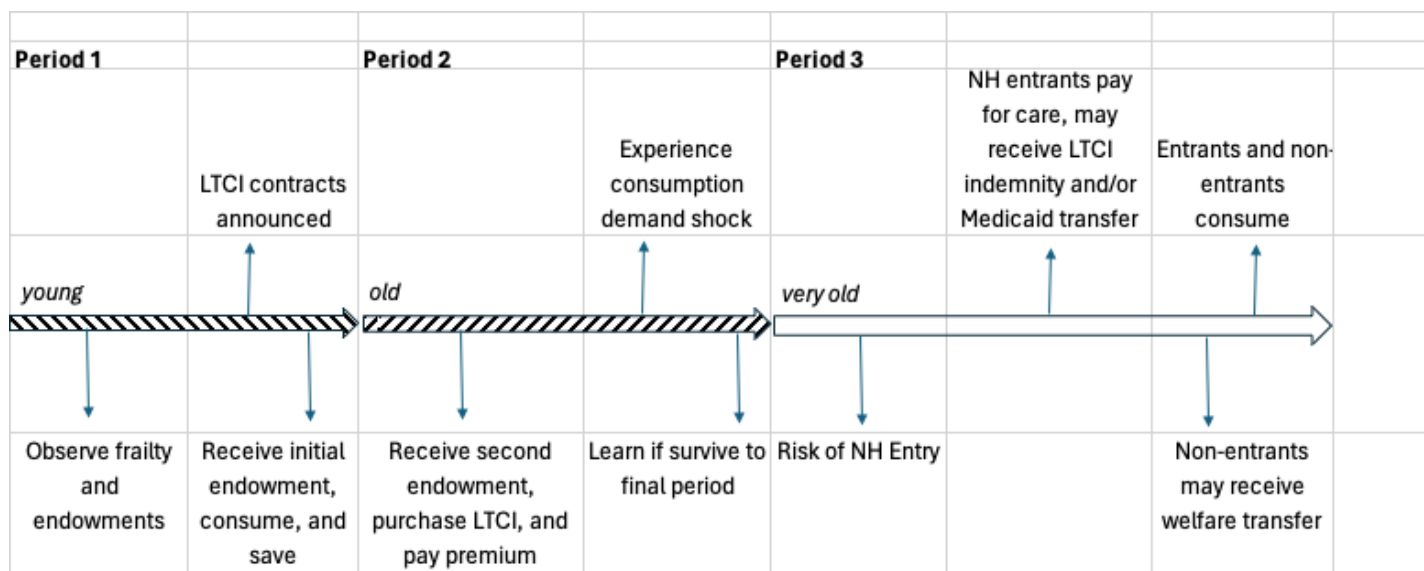 Period 1
Period 2
Period 3
LTCI contracts
announced
Experience
consumption
demand shock
NH entrants pay
for care, may
receive LTCI
indemnity and/or
Medicaid transfer
Entrants and non-
entrants
consume
young
old
very old
Observe frailty
and
endowments
Receive initial
endowment,
consume, and
save
Receive second
endowment,
purchase LTCI, and
pay premium
Learn if survive to
final period
Risk of NH Entry
Non-entrants
may receive
welfare transfer